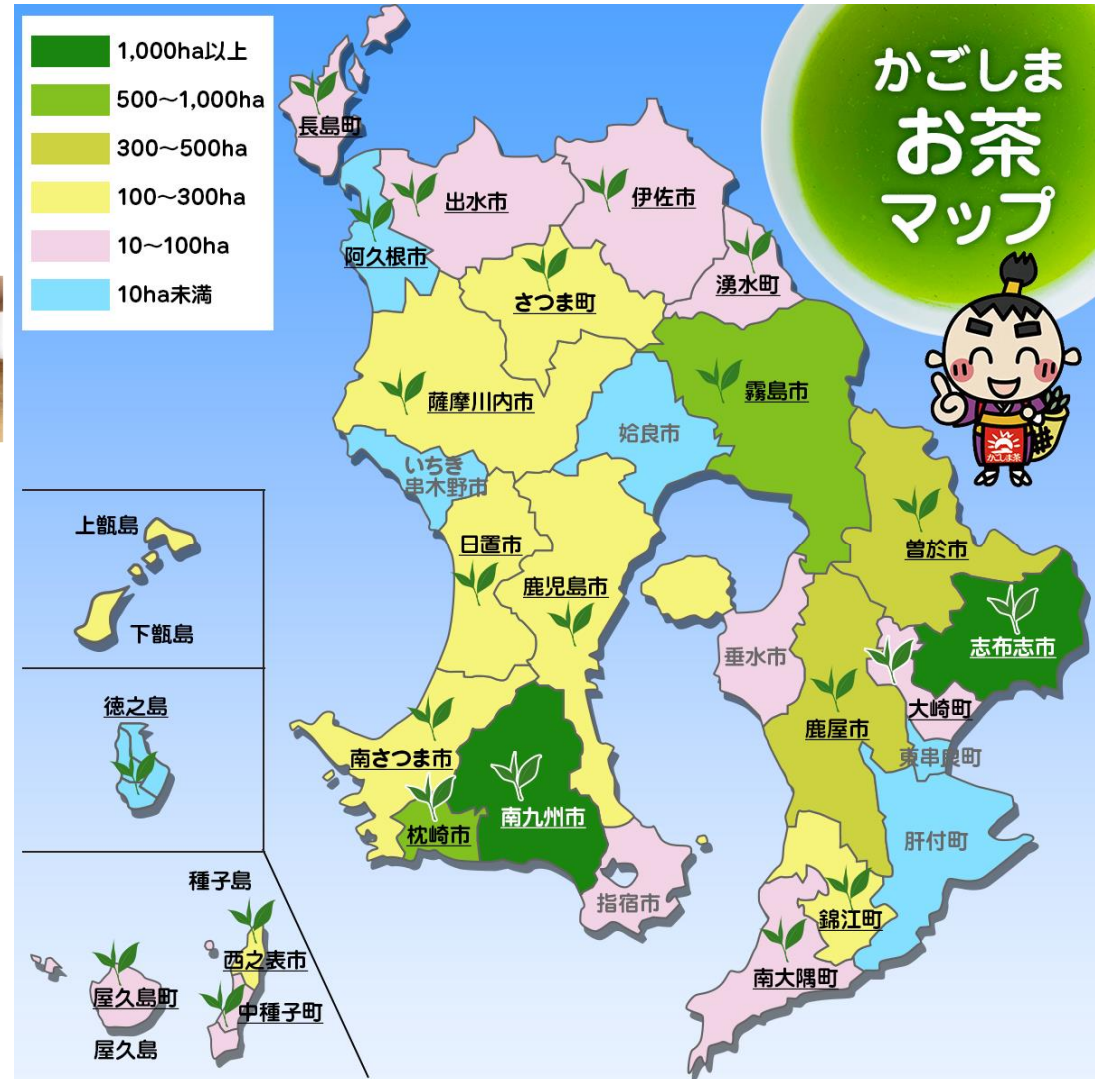 1,000ha以上
500〜1,000ha
300〜500ha
100〜300ha
10〜100ha
10ha未満
かごしま
お茶
マップ
かごしま茶
長島町
出水市
伊佐市
阿久根市
湧水町
さつま町
薩摩川内市
霧島市
姶良市
いちき
串木野市
日置市
鹿児島市
曽於市
志布志市
垂水市
大崎町
鹿屋市
東串良町
南さつま市
南九州市
枕崎市
肝付町
指宿市
錦江町
南大隅町
上甑島
下甑島
徳之島
種子島
西之表市
中種子町
屋久島町
屋久島